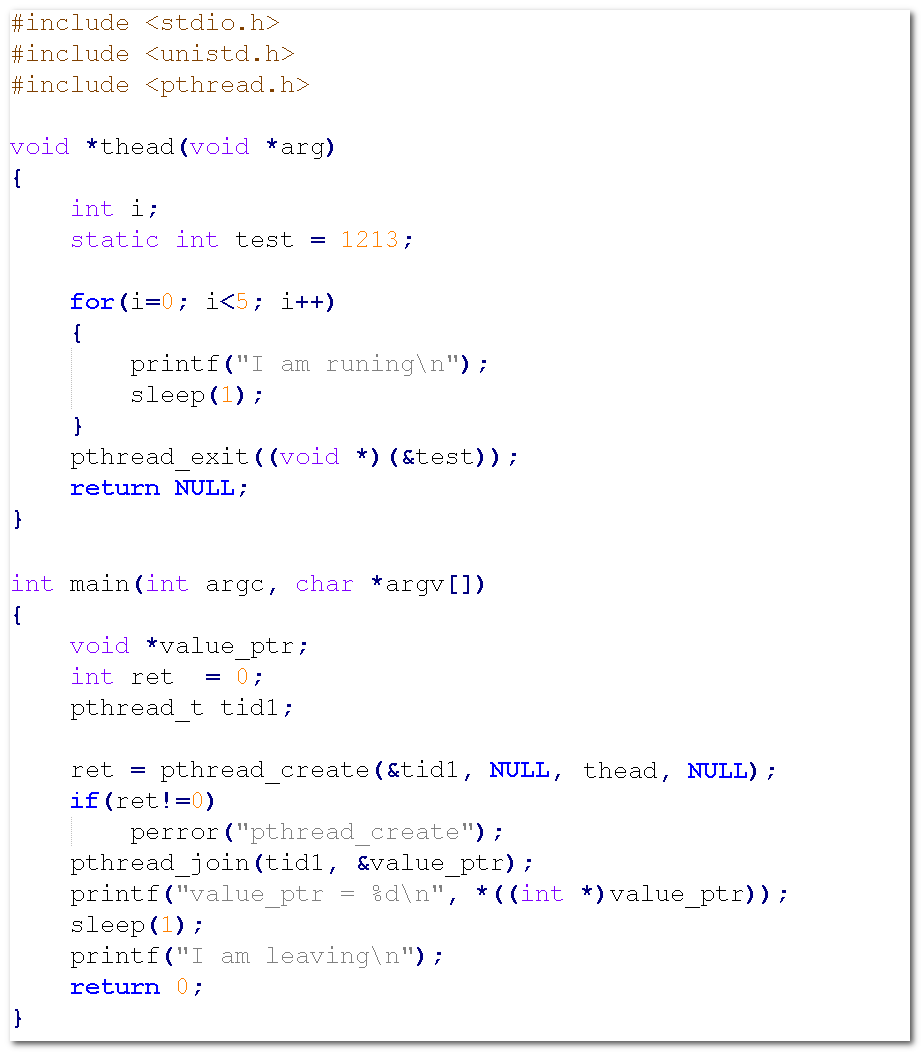 #include <stdio.h>
#include <unistd.h>
#include <pthread.h>

void *thead(void *arg)
{
    int i;
    static int test = 1213;

    for(i=0; i<5; i++)
    {
        printf("I am runing\n");
        sleep(1);
    }
    pthread_exit((void *)(&test));
    return NULL;
}

int main(int argc, char *argv[])
{
    void *value_ptr;
    int ret  = 0;
    pthread_t tid1;

    ret = pthread_create(&tid1, NULL, thead, NULL);
    if(ret!=0)
        perror("pthread_create");
    pthread_join(tid1, &value_ptr);
    printf("value_ptr = %d\n", *((int *)value_ptr));
    sleep(1);
    printf("I am leaving\n");
    return 0;
}